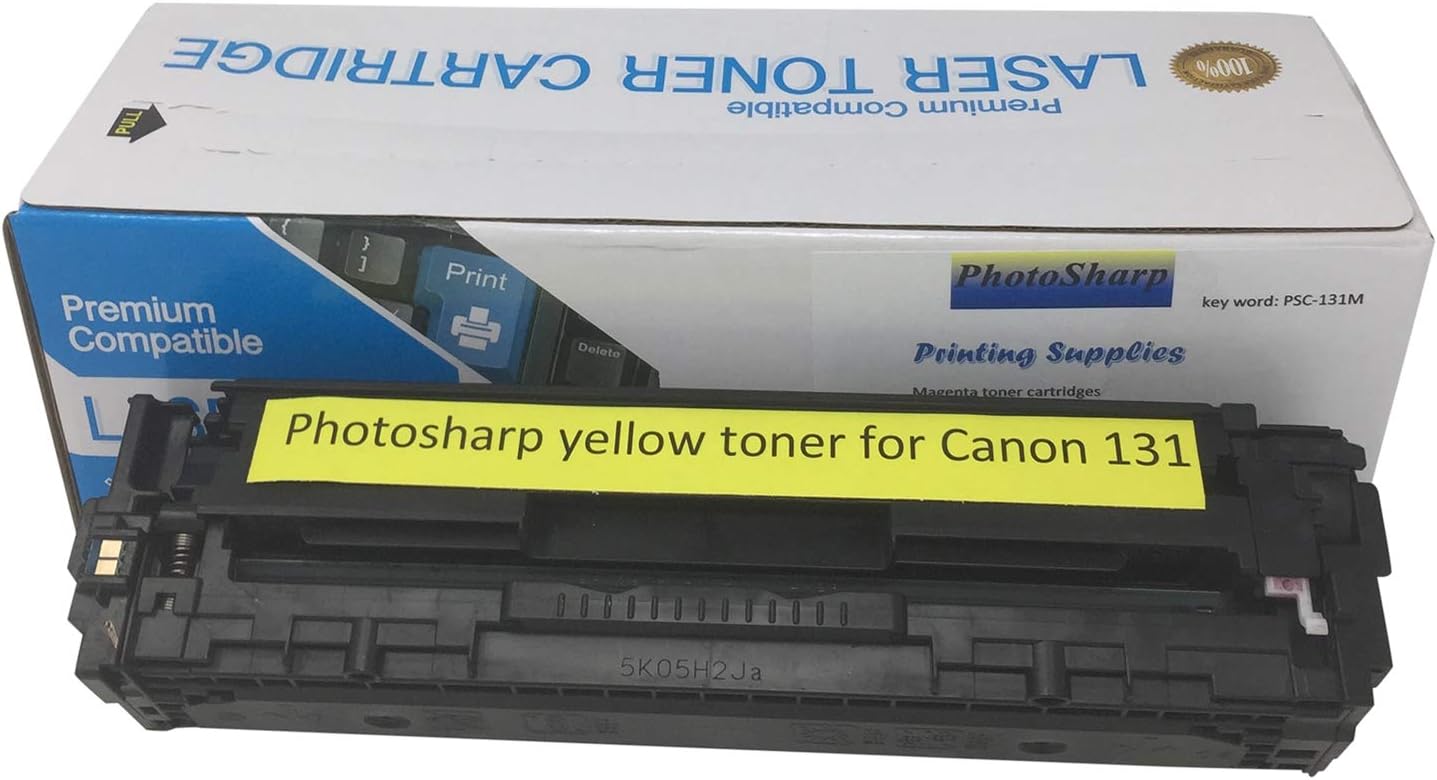 LASER TONER CARTRIDGE
Premium Compatible
100%
PULL
Premium
Compatible
}
]
{
[
Print
Delete
PhotoSharp
key word: PSC-131M
Printing Supplies
Magenta toner cartridges
Photosharp yellow toner for Canon 131
C
5K05H2Ja